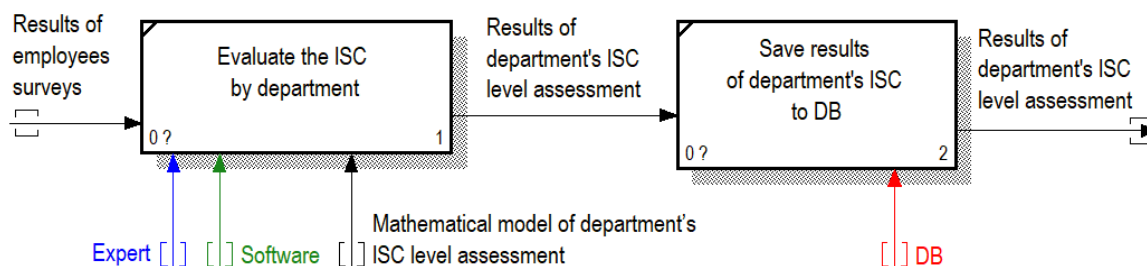 Results of
employees
surveys
Evaluate the ISC
by department
0 ?
1
Results of
department's ISC
level assessment
Save results
of department's ISC
to DB
0 ?
2
Results of
department's ISC
level assessment
Expert
Software
Mathematical model of department’s
ISC level assessment
DB